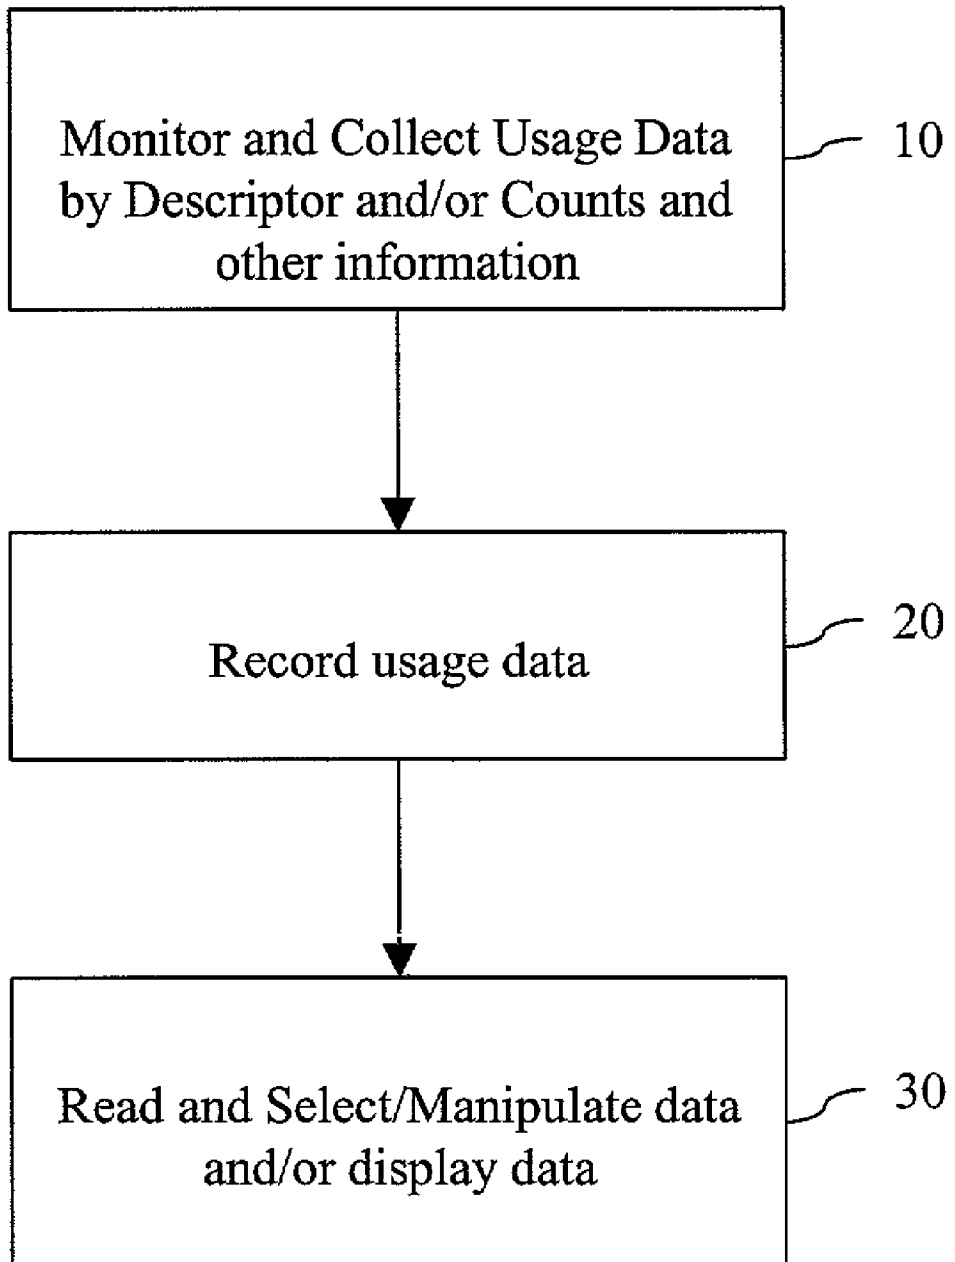 Monitor and Collect Usage Data
by Descriptor and/or Counts and
other information
10
Record usage data
20
Read and Select/Manipulate data
and/or display data
30